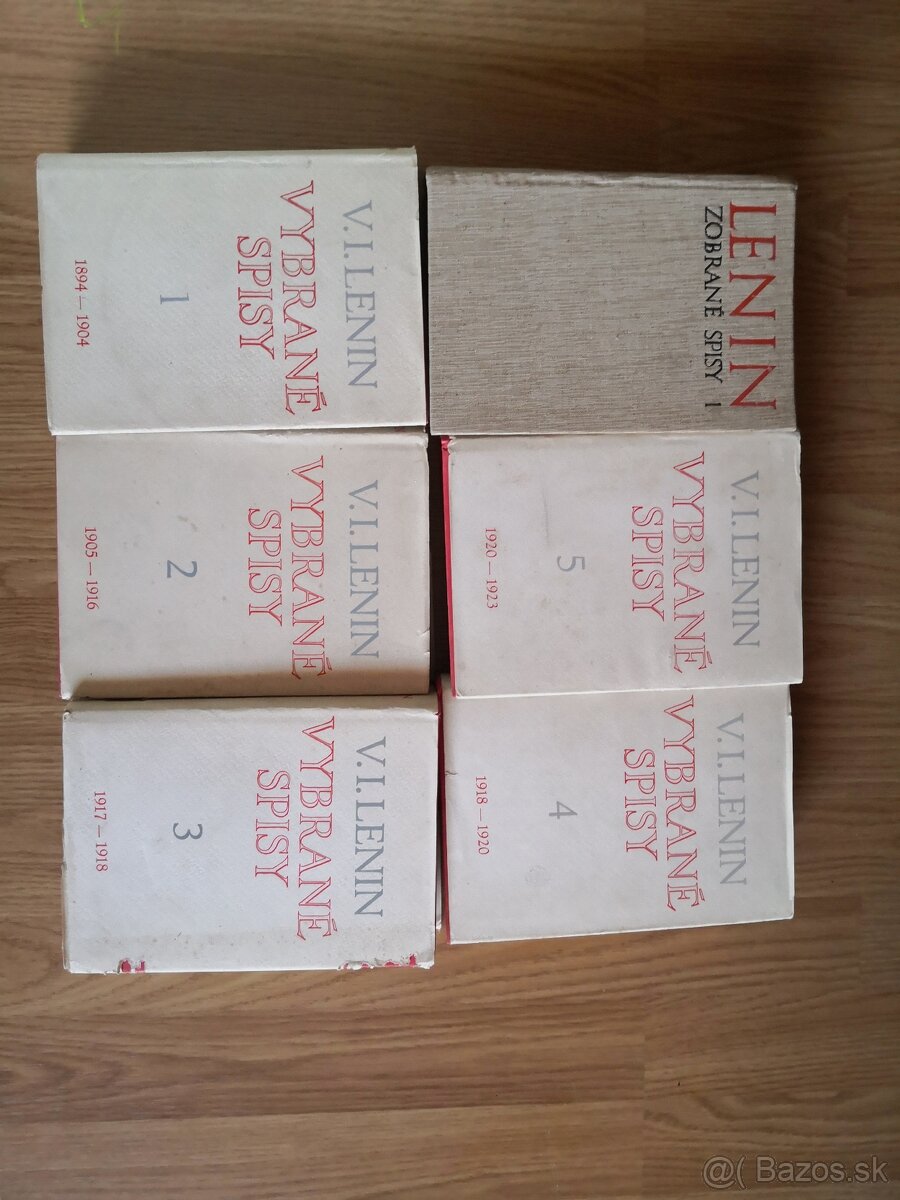 V.I.LENIN
VYBRANÉ
SPISY
1
1894 — 1904
LENIN
ZOBRANÉ SPISY 1
V.I.LENIN
VYBRANÉ
SPISY
2
1905 — 1916
V.I.LENIN
VYBRANÉ
SPISY
5
1920 — 1923
V.I.LENIN
VYBRANÉ
SPISY
3
1917 — 1918
V.I.LENIN
VYBRANÉ
SPISY
4
1918 — 1920
@( Bazos.sk